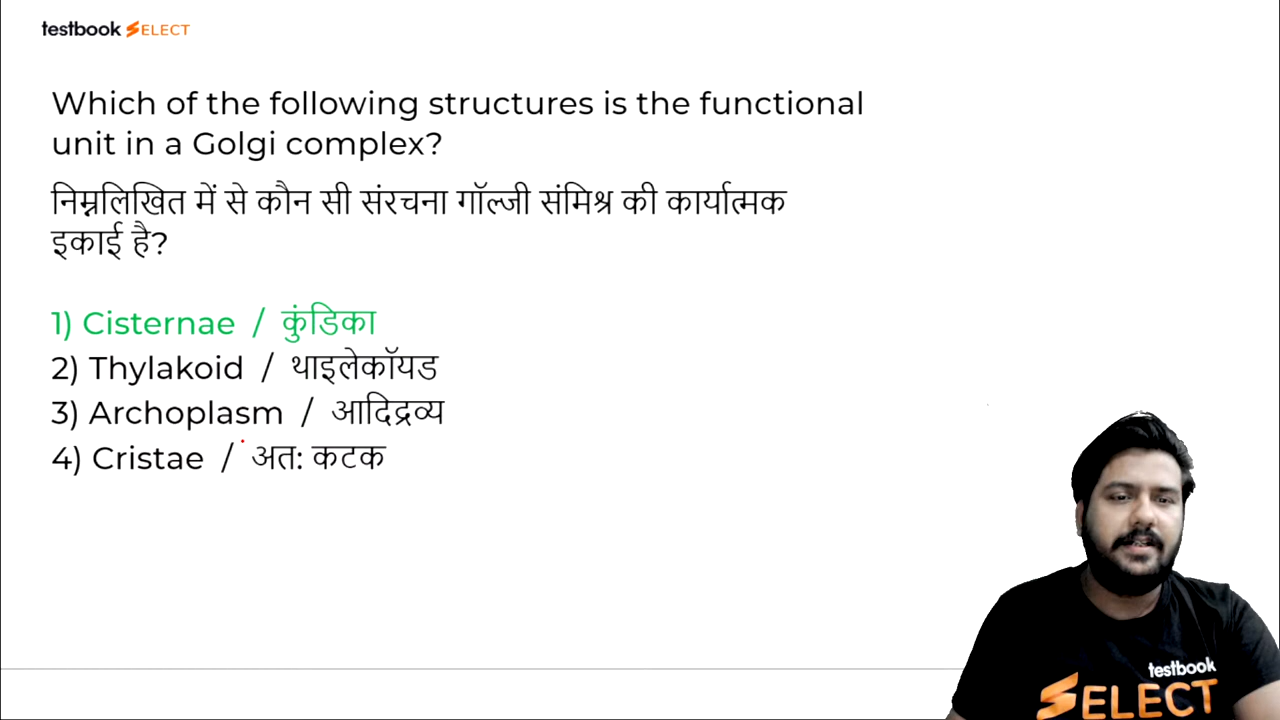 testbook SELECT
Which of the following structures is the functional
unit in a Golgi complex?
निम्नलिखित में से कौन सी संरचना गॉल्जी संमिश्र की कार्यात्मक
इकाई है?
1) Cisternae / कुंडिका
2) Thylakoid / थाइलेकॉयड
3) Archoplasm / आदिद्रव्य
4) Cristae / अत: कटक
testbook
SELECT